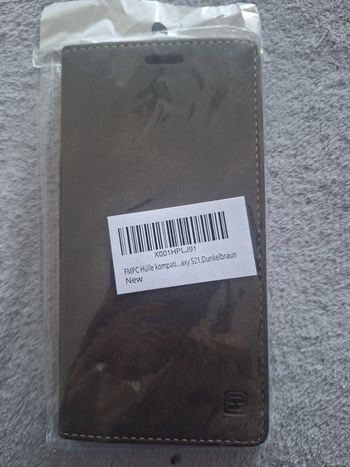 X001HPLJ91
FMPC Hülle kompati...axy S21,Dunkelbraun
New